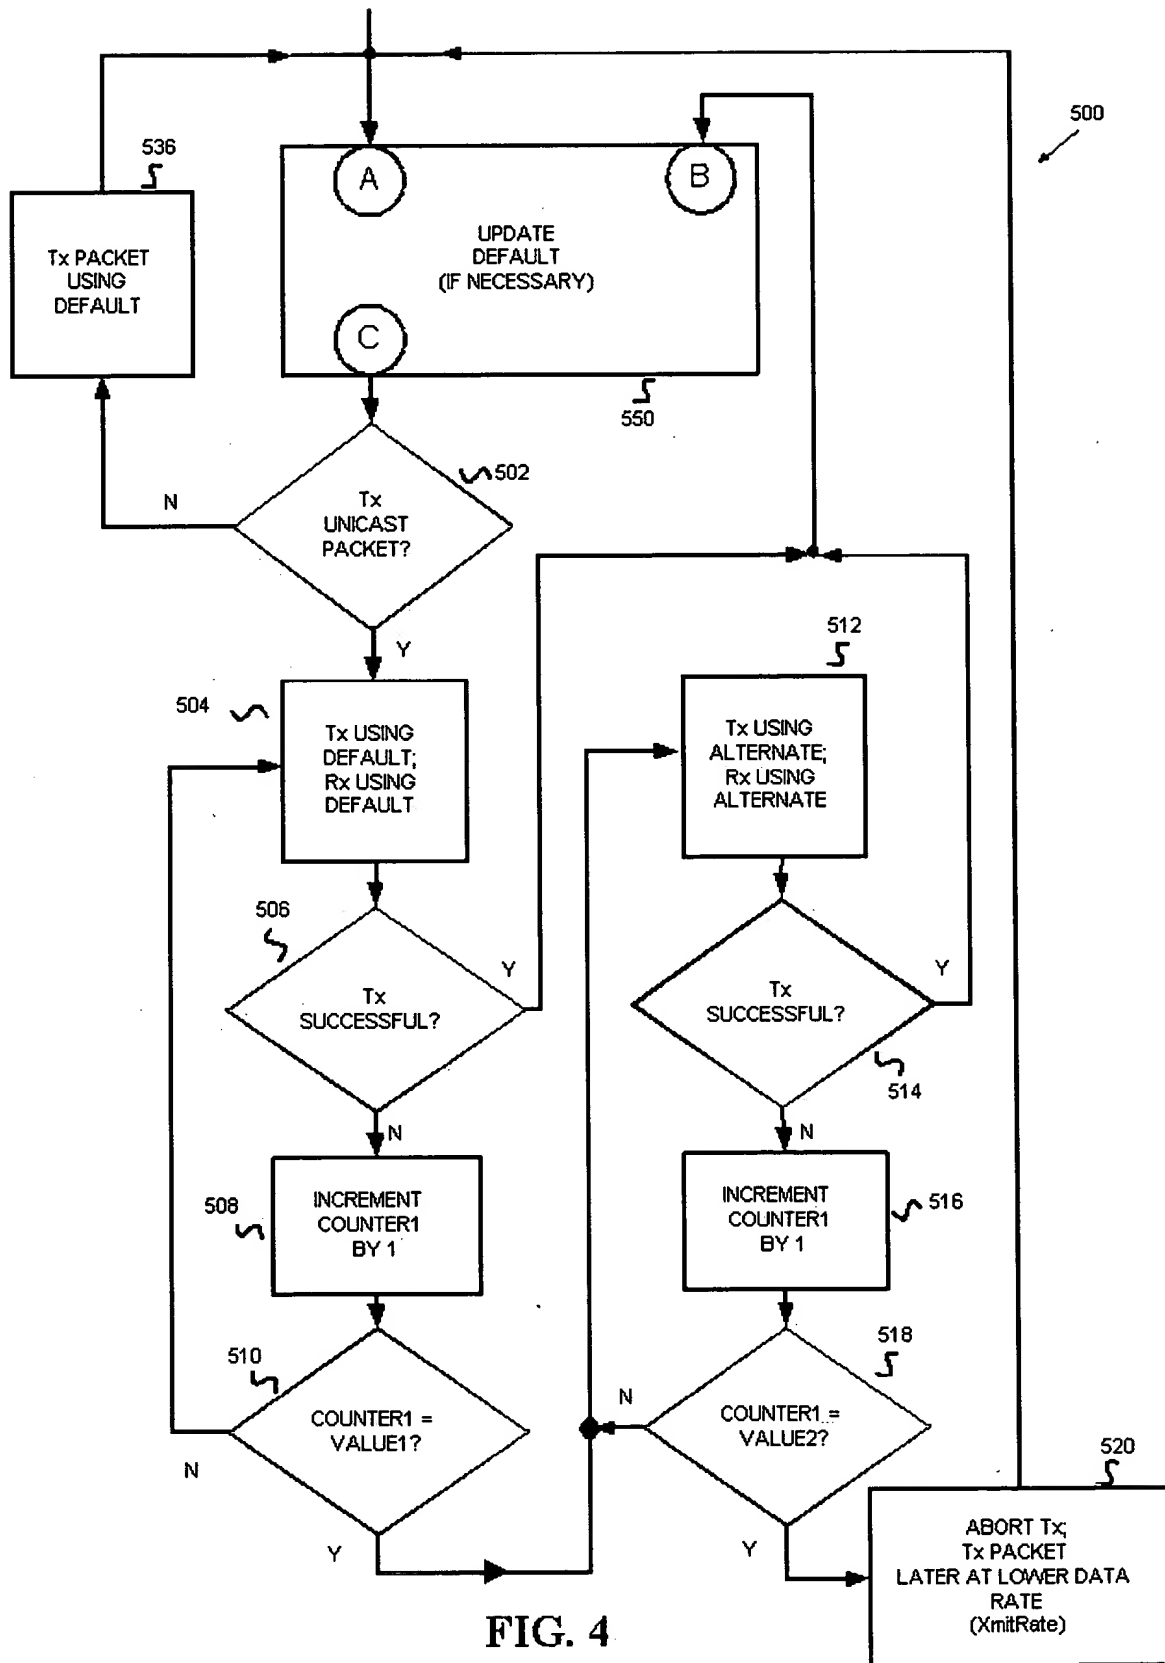 500
536
A
B
Tx PACKET
USING
DEFAULT
UPDATE
DEFAULT
(IF NECESSARY)
C
550
502
N
Tx
UNICAST
PACKET?
Y
512
504
Tx USING
DEFAULT;
Rx USING
DEFAULT
Tx USING
ALTERNATE;
Rx USING
ALTERNATE
506
Y
Tx
SUCCESSFUL?
Y
Tx
SUCCESSFUL?
514
N
N
508
INCREMENT
COUNTER1
BY 1
INCREMENT
COUNTER1
BY 1
516
510
518
COUNTER1 =
VALUE1?
N
N
COUNTER1 =
VALUE2?
520
Y
Y
ABORT Tx;
Tx PACKET
LATER AT LOWER DATA
RATE
(XmitRate)
FIG. 4